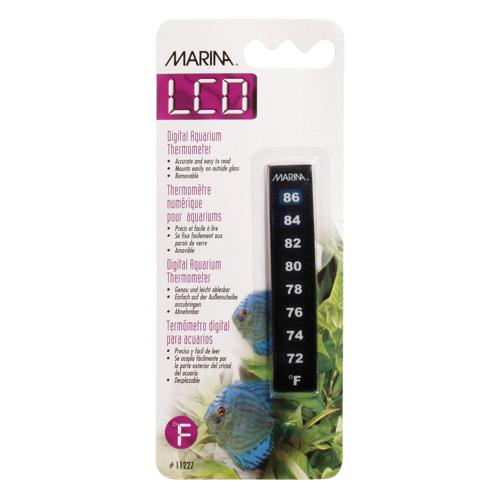 MARINA®
LCD
Digital Aquarium
Thermometer
• Accurate and easy to read
• Mounts easily on outside glass
• Removable
Thermomètre
numérique
pour aquariums
• Précis et facile à lire
• Se fixe facilement aux
parois de verre
• Amovible
Digital Aquarium
Thermometer
• Genau und leicht ablesbar
• Einfach auf der Außenscheibe
anzubringen
• Abnehmbar
Termómetro digital
para acuarios
• Preciso y fácil de leer
• Se acopla fácilmente por
la parte exterior del cristal
del acuario
• Desplazable
°F
#11227
MARINA®
86
84
82
80
78
76
74
72
°F